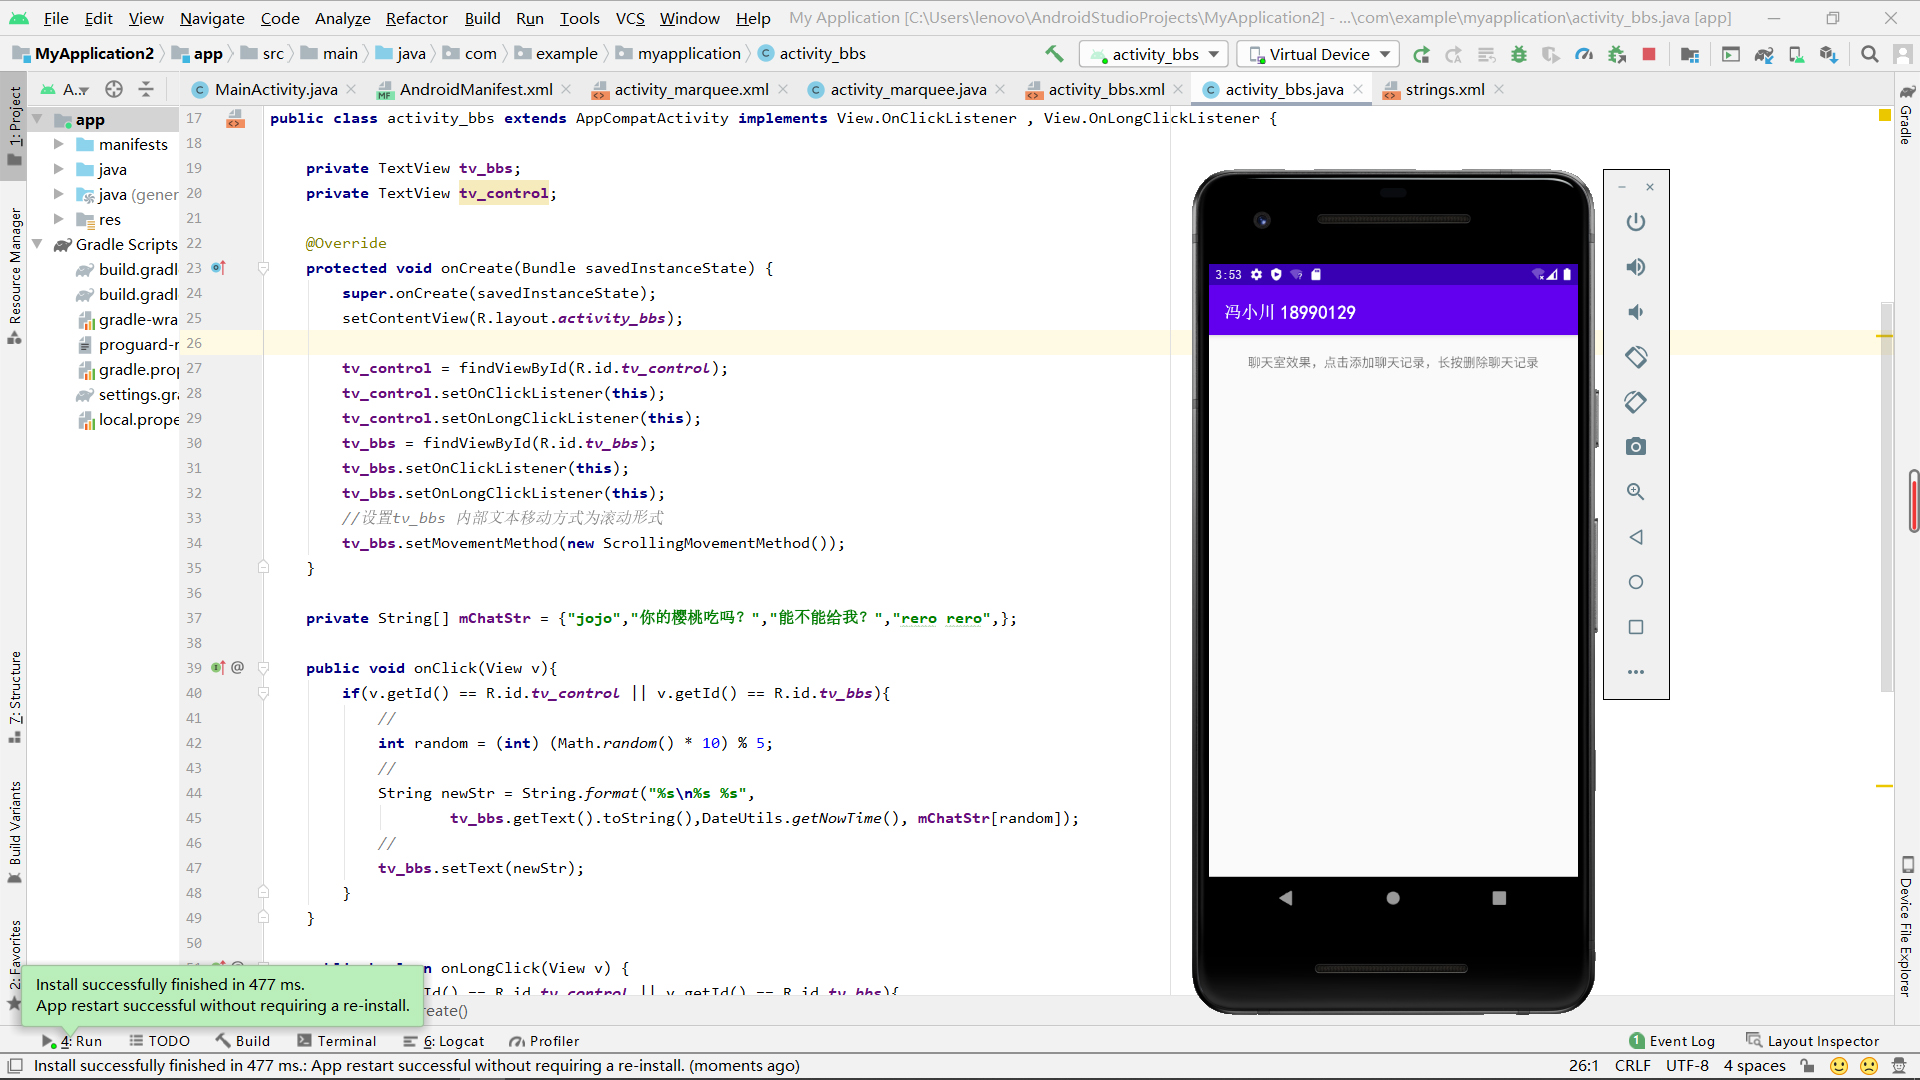 File Edit View Navigate Code Analyze Refactor Build Run Tools VCS Window Help My Application [C:\Users\lenovo\AndroidStudioProjects\MyApplication2] - ...\com\example\myapplication\activity_bbs.java [app]
MyApplication2 app src main java com example myapplication activity_bbs activity_bbs Virtual Device
A... MainActivity.java AndroidManifest.xml activity_marquee.xml activity_marquee.java activity_bbs.xml activity_bbs.java strings.xml
1: Project
Resource Manager
7: Structure
Build Variants
2: Favorites
app
manifests
java
java (gener
res
Gradle Scripts
build.gradl
build.gradl
gradle-wra
proguard-r
gradle.prop
settings.gra
local.prope
17 public class activity_bbs extends AppCompatActivity implements View.OnClickListener , View.OnLongClickListener {
18
19 private TextView tv_bbs;
20 private TextView tv_control;
21
22 @Override
23 protected void onCreate(Bundle savedInstanceState) {
24 super.onCreate(savedInstanceState);
25 setContentView(R.layout.activity_bbs);
26
27 tv_control = findViewById(R.id.tv_control);
28 tv_control.setOnClickListener(this);
29 tv_control.setOnLongClickListener(this);
30 tv_bbs = findViewById(R.id.tv_bbs);
31 tv_bbs.setOnClickListener(this);
32 tv_bbs.setOnLongClickListener(this);
33 //设置tv_bbs 内部文本移动方式为滚动形式
34 tv_bbs.setMovementMethod(new ScrollingMovementMethod());
35 }
36
37 private String[] mChatStr = {"jojo","你的樱桃吃吗？","能不能给我？","rero rero",};
38
39 @ public void onClick(View v){
40 if(v.getId() == R.id.tv_control || v.getId() == R.id.tv_bbs){
41 //
42 int random = (int) (Math.random() * 10) % 5;
43 //
44 String newStr = String.format("%s\n%s %s",
45 tv_bbs.getText().toString(),DateUtils.getNowTime(), mChatStr[random]);
46 //
47 tv_bbs.setText(newStr);
48 }
49 }
50
n onLongClick(View v) {
Id() == R.id.tv_control || v.getId() == R.id.tv_bbs){
reate()
3:53
冯小川 18990129
聊天室效果，点击添加聊天记录，长按删除聊天记录
Gradle
Device File Explorer
Install successfully finished in 477 ms.
App restart successful without requiring a re-install.
4: Run TODO Build Terminal 6: Logcat Profiler 1 Event Log Layout Inspector
Install successfully finished in 477 ms.: App restart successful without requiring a re-install. (moments ago) 26:1 CRLF UTF-8 4 spaces